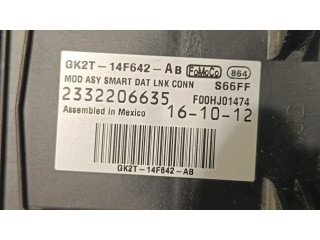 GK2T-14F642-AB FoMoCo 864
MOD ASY SMART DAT LNK CONN S66FF
2332206635 F00HJ01474
Assembled in Mexico 16-10-12
GK2T-14F642-AB